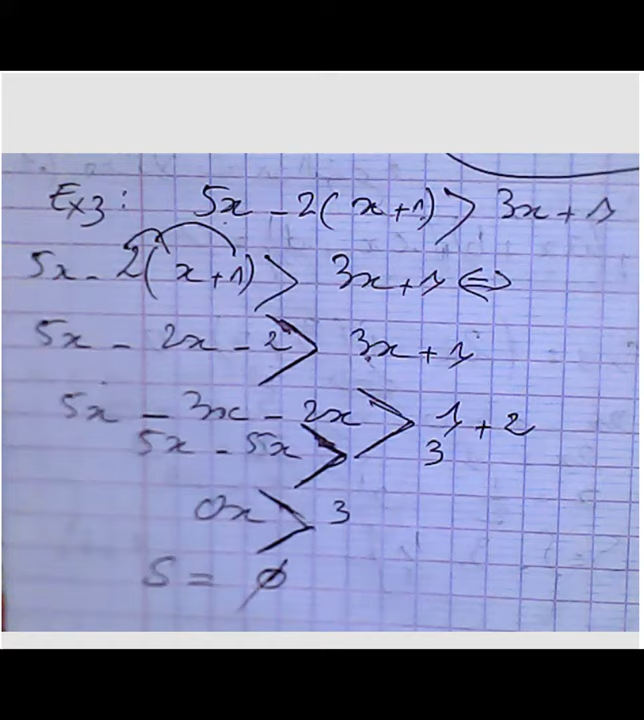 Ex3: 5x - 2(x+1) > 3x + 1
5x - 2(x+1) > 3x+1 <=>
5x - 2x - 2 > 3x + 1
5x - 3x - 2x > 1 + 2
5x - 5x > 3
0x > 3
S = ∅